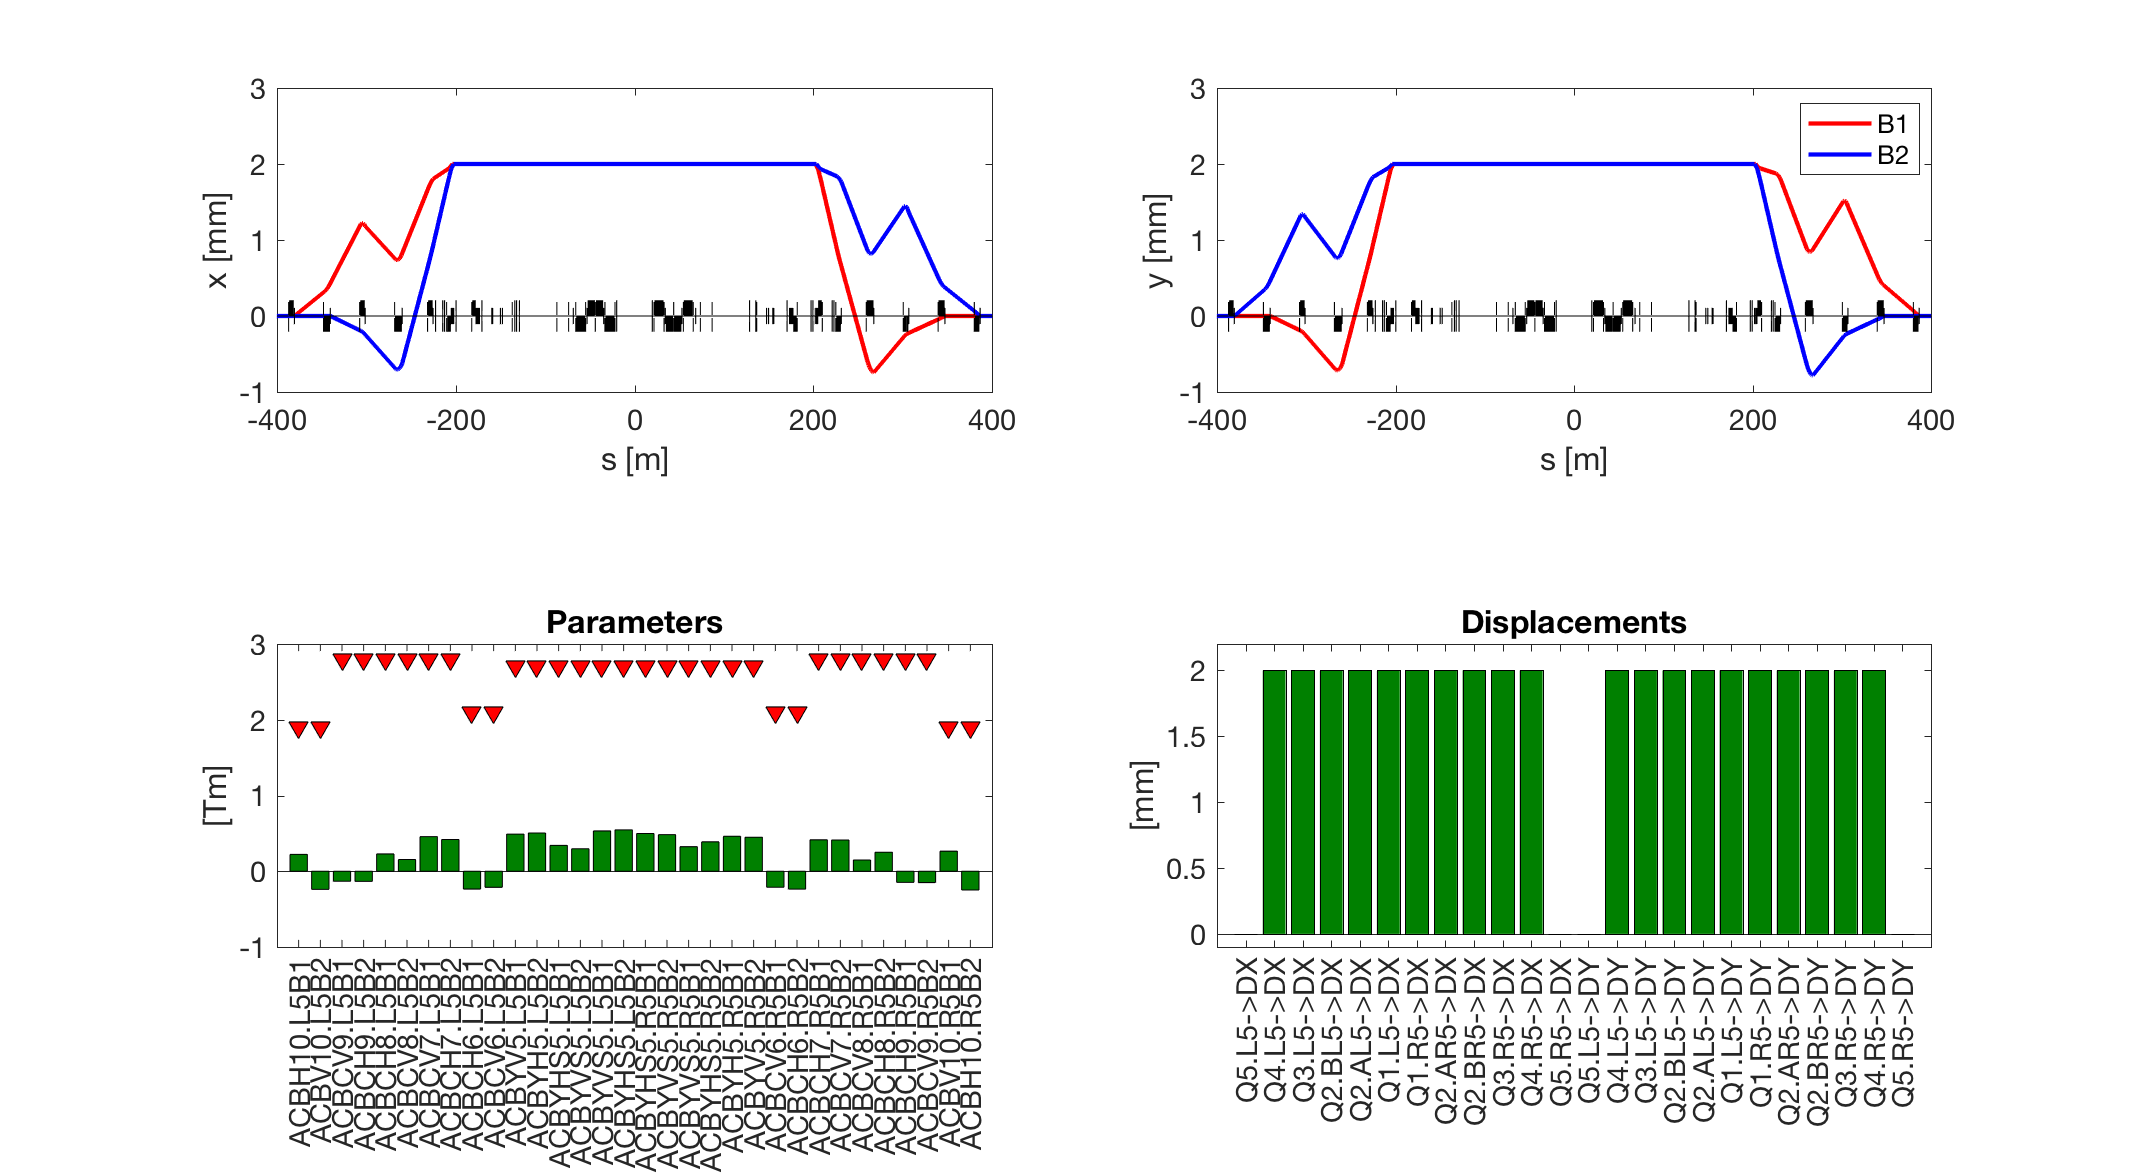 3
2
1
0
-1
x [mm]
-400
-200
0
200
400
s [m]
3
2
1
0
-1
y [mm]
-400
-200
0
200
400
s [m]
B1
B2
Parameters
3
2
1
0
-1
[Tm]
ACBH10.L5B1
ACBV10.L5B2
ACBCV9.L5B1
ACBCH9.L5B2
ACBCH8.L5B1
ACBCV8.L5B2
ACBCV7.L5B1
ACBCH7.L5B2
ACBCH6.L5B1
ACBCV6.L5B2
ACBYV5.L5B1
ACBYH5.L5B2
ACBYHS5.L5B1
ACBYVS5.L5B2
ACBYVS5.L5B1
ACBYHS5.L5B2
ACBYHS5.R5B1
ACBYVS5.R5B2
ACBYVS5.R5B1
ACBYHS5.R5B2
ACBYH5.R5B1
ACBYV5.R5B2
ACBCV6.R5B1
ACBCH6.R5B2
ACBCH7.R5B1
ACBCV7.R5B2
ACBCV8.R5B1
ACBCH8.R5B2
ACBCH9.R5B1
ACBCV9.R5B2
ACBV10.R5B1
ACBH10.R5B2
Displacements
2
1.5
1
0.5
0
[mm]
Q5.L5->DX
Q4.L5->DX
Q3.L5->DX
Q2.BL5->DX
Q2.AL5->DX
Q1.L5->DX
Q1.R5->DX
Q2.AR5->DX
Q2.BR5->DX
Q3.R5->DX
Q4.R5->DX
Q5.R5->DX
Q5.L5->DY
Q4.L5->DY
Q3.L5->DY
Q2.BL5->DY
Q2.AL5->DY
Q1.L5->DY
Q1.R5->DY
Q2.AR5->DY
Q2.BR5->DY
Q3.R5->DY
Q4.R5->DY
Q5.R5->DY